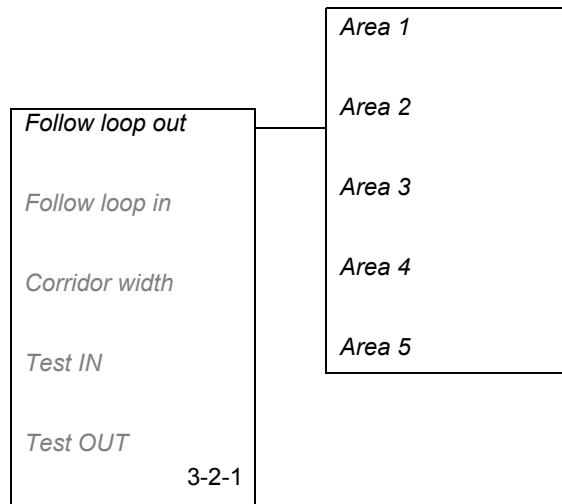 Follow loop out
Follow loop in
Corridor width
Test IN
Test OUT
3-2-1
Area 1
Area 2
Area 3
Area 4
Area 5